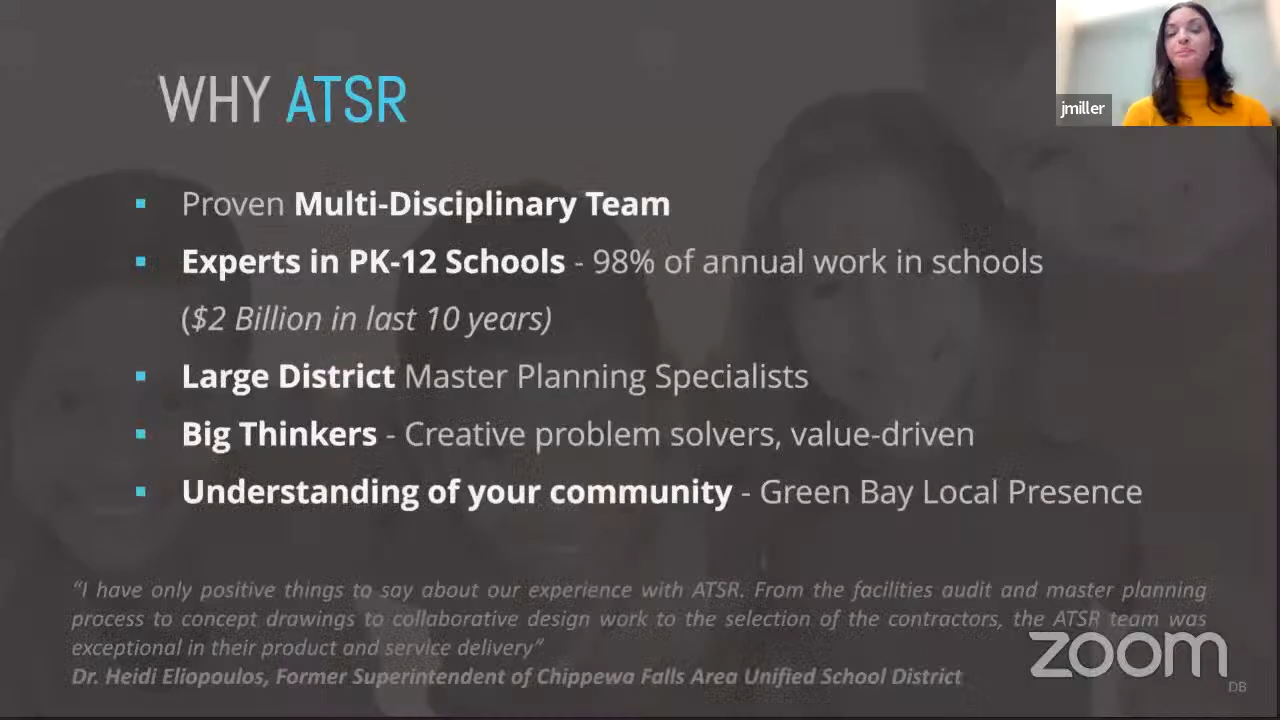 WHY ATSR
jmiller
▪ Proven Multi-Disciplinary Team
▪ Experts in PK-12 Schools - 98% of annual work in schools
($2 Billion in last 10 years)
▪ Large District Master Planning Specialists
▪ Big Thinkers - Creative problem solvers, value-driven
▪ Understanding of your community - Green Bay Local Presence
“I have only positive things to say about our experience with ATSR. From the facilities audit and master planning
process to concept drawings to collaborative design work to the selection of the contractors, the ATSR team was
exceptional in their product and service delivery”
Dr. Heidi Eliopoulos, Former Superintendent of Chippewa Falls Area Unified School District
zoom
DB